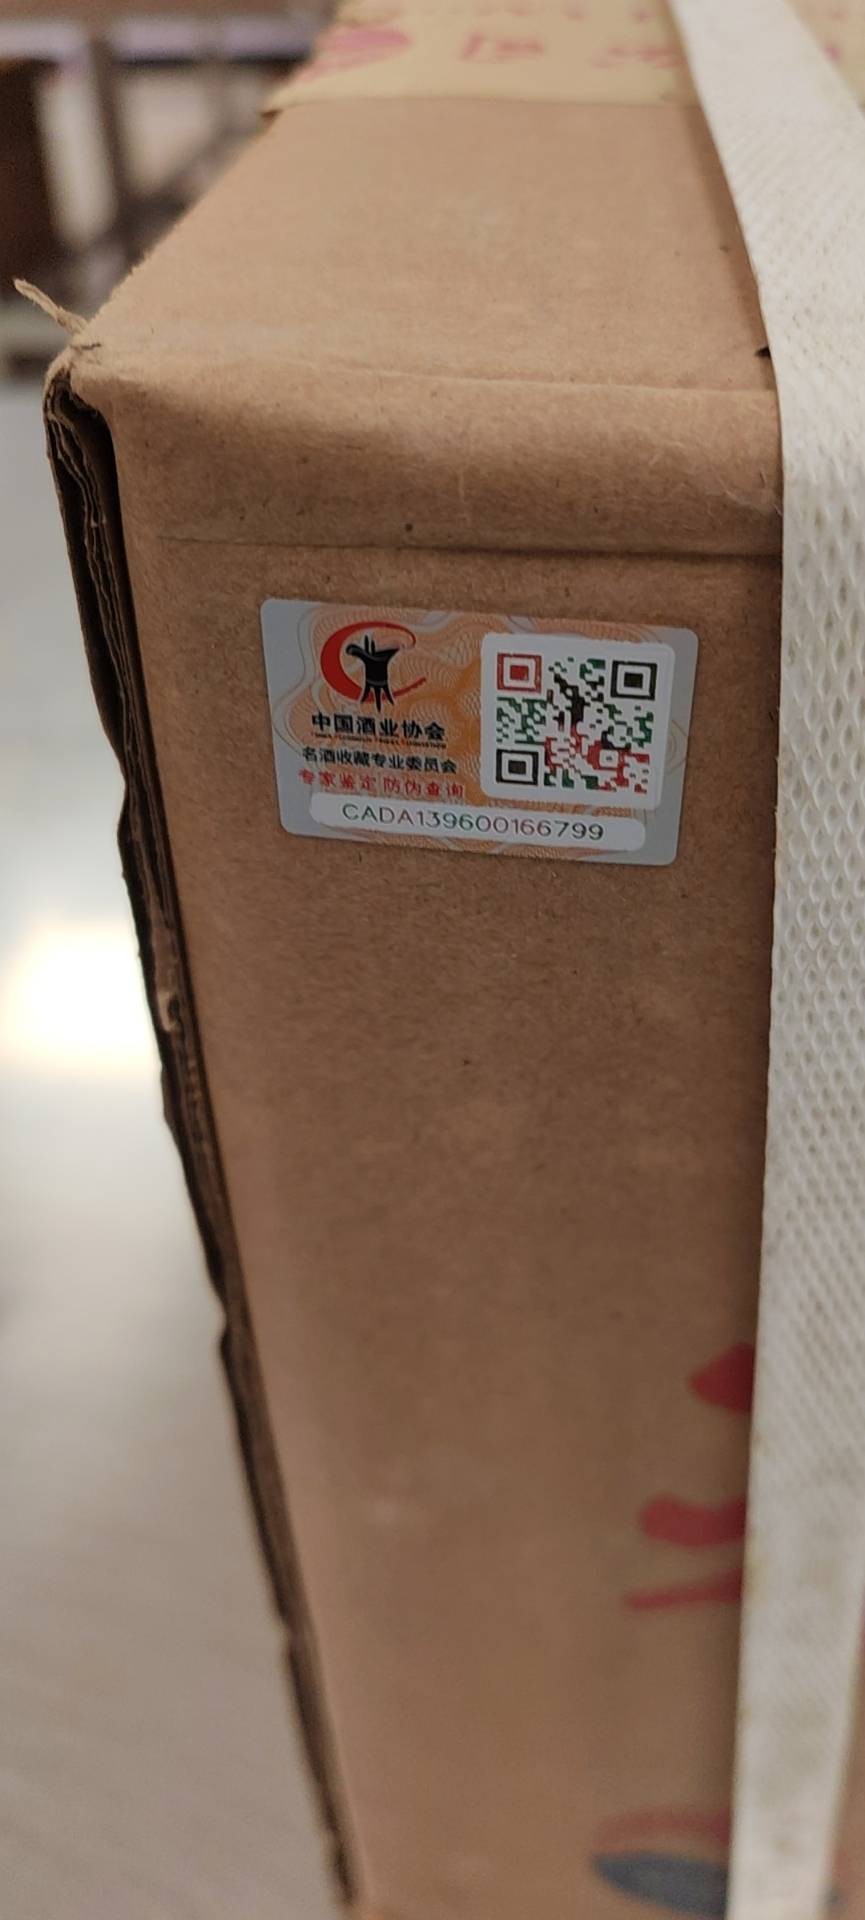 中国酒业协会
名酒收藏专业委员会
专家鉴定 防伪查询
CADA139600166799